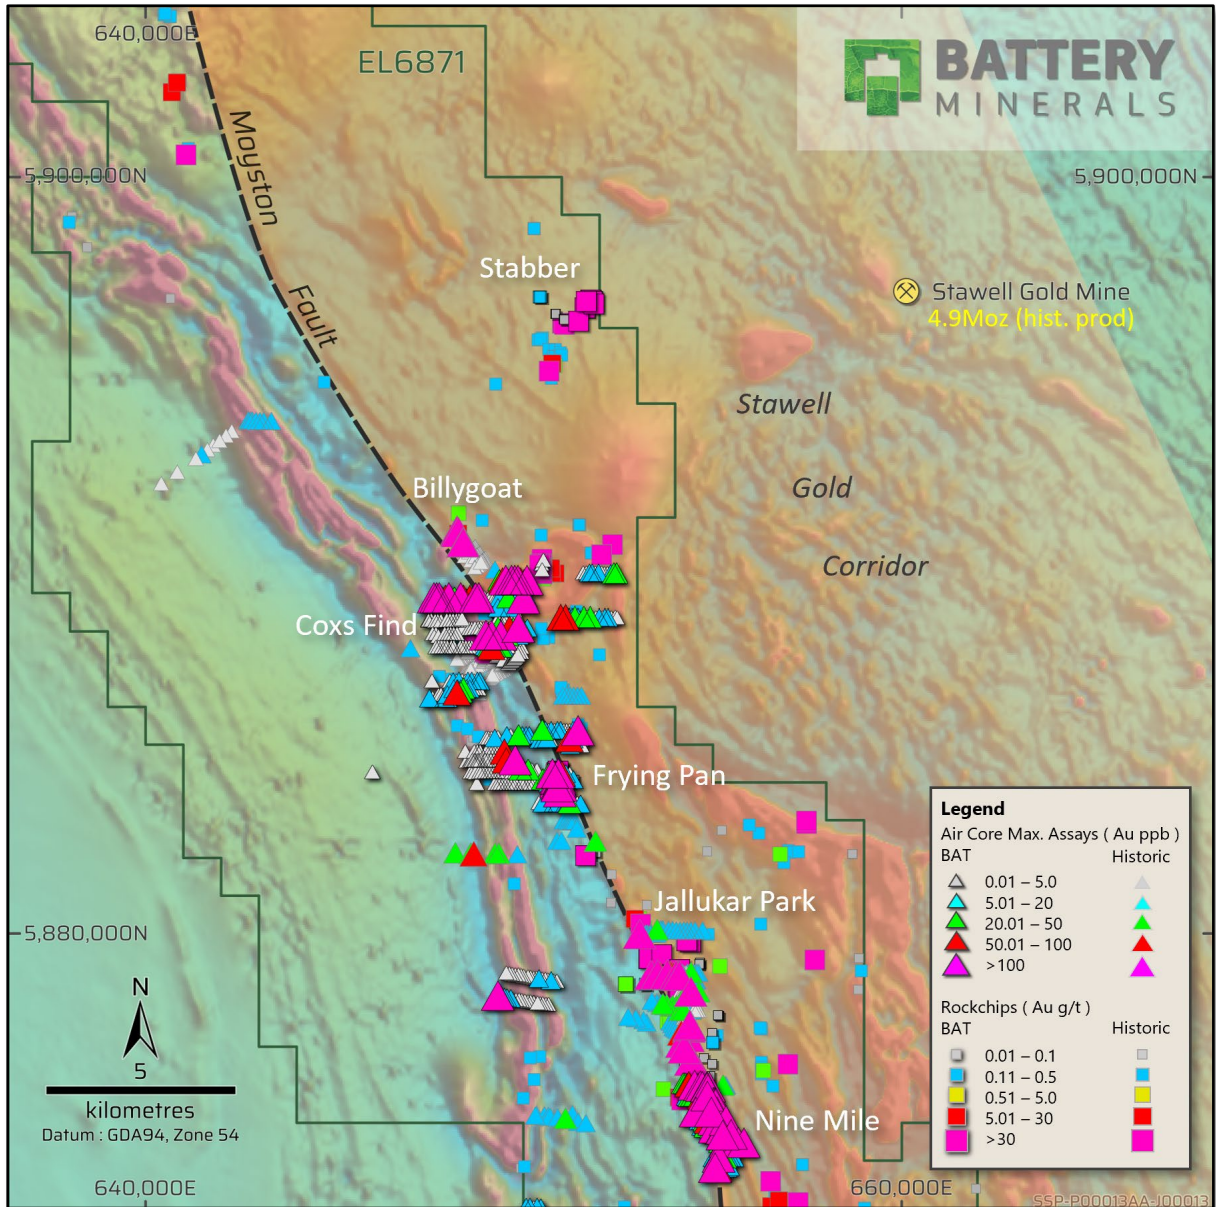 640,000E
EL6871
BATTERY
MINERALS
Moyston
Fault
5,900,000N
5,900,000N
Stabber
Stawell Gold Mine
4.9Moz (hist. prod)
Stawell
Gold
Corridor
Billygoat
Coxs Find
Frying Pan
Jallukar Park
5,880,000N
Nine Mile
N
5
kilometres
Datum : GDA94, Zone 54
640,000E
660,000E
Legend
Air Core Max. Assays ( Au ppb )
BAT Historic
0.01 – 5.0
5.01 – 20
20.01 – 50
50.01 – 100
>100
Rockchips ( Au g/t )
BAT Historic
0.01 – 0.1
0.11 – 0.5
0.51 – 5.0
5.01 – 30
>30
SSP-P00013AA-J00013